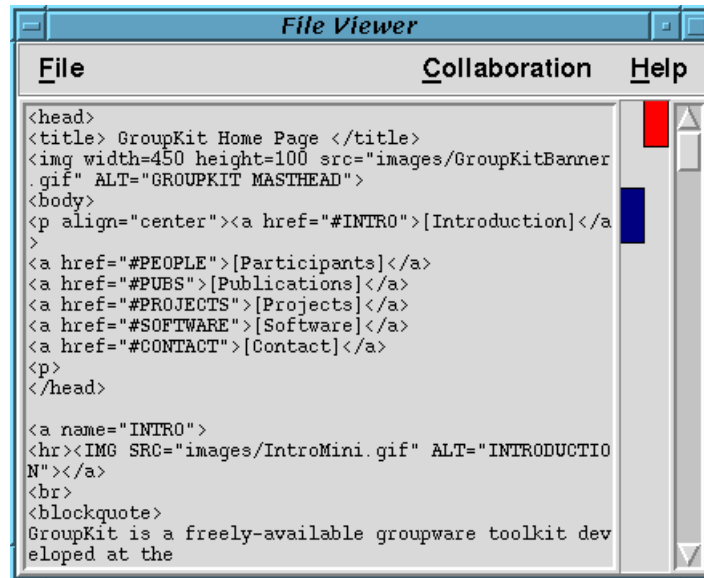 File Viewer
File Collaboration Help
<head>
<title> GroupKit Home Page </title>
<img width=450 height=100 src="images/GroupKitBanner
.gif" ALT="GROUPKIT MASTHEAD">
<body>
<p align="center"><a href="#INTRO">[Introduction]</a
>
<a href="#PEOPLE">[Participants]</a>
<a href="#PUBS">[Publications]</a>
<a href="#PROJECTS">[Projects]</a>
<a href="#SOFTWARE">[Software]</a>
<a href="#CONTACT">[Contact]</a>
<p>
</head>

<a name="INTRO">
<hr><IMG SRC="images/IntroMini.gif" ALT="INTRODUCTIO
N"></a>
<br>
<blockquote>
GroupKit is a freely-available groupware toolkit dev
eloped at the